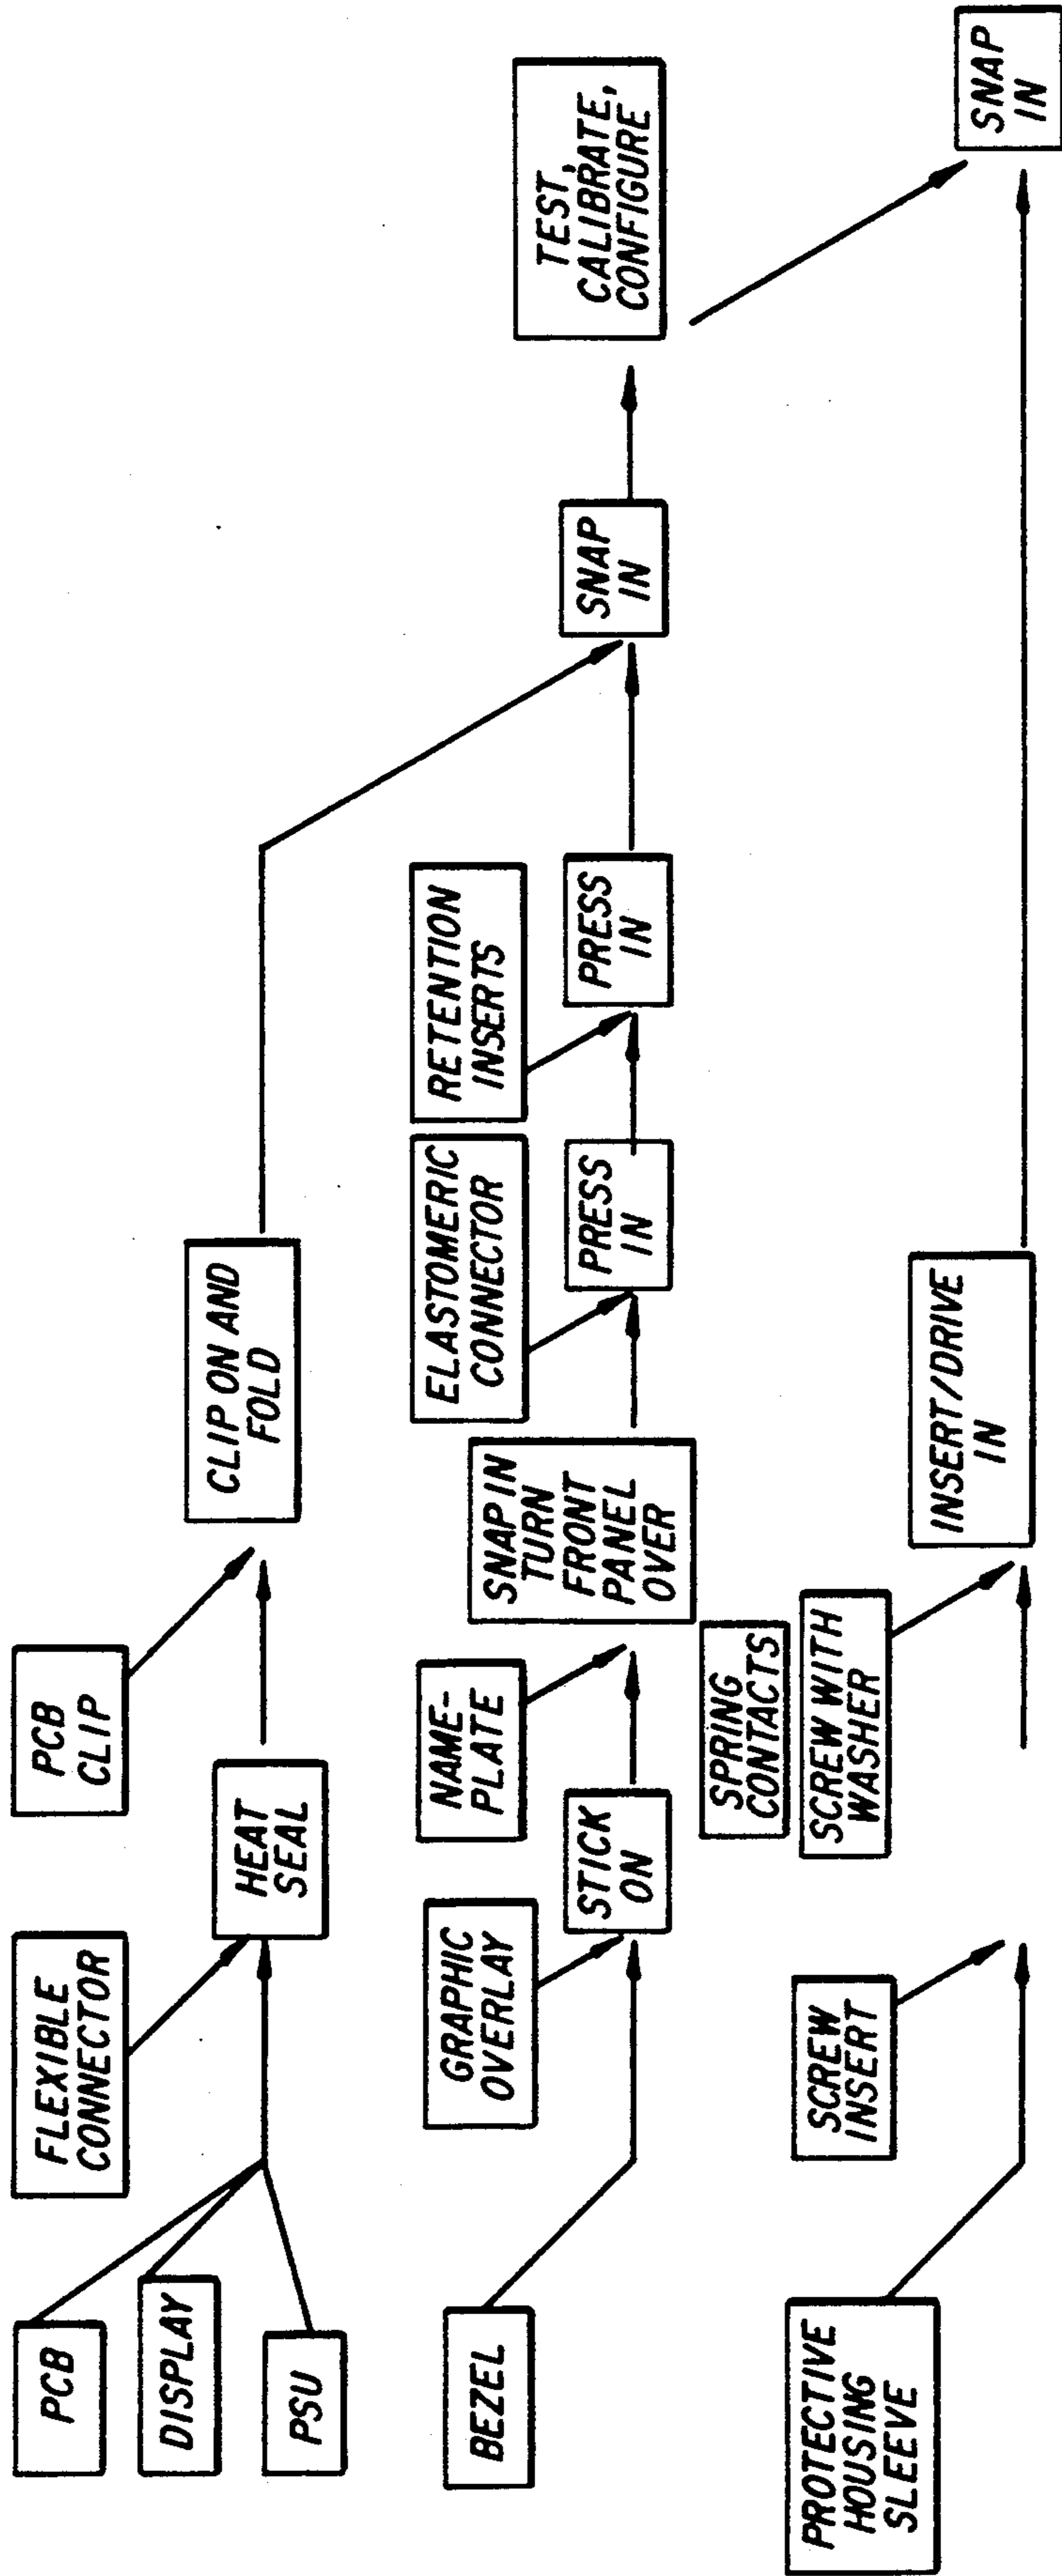 PCB
DISPLAY
PSU
FLEXIBLE
CONNECTOR
HEAT
SEAL
PCB
CLIP
CLIP ON AND
FOLD
BEZEL
GRAPHIC
OVERLAY
STICK
ON
NAME-
PLATE
SNAP IN
TURN
FRONT
PANEL
OVER
ELASTOMERIC
CONNECTOR
PRESS
IN
RETENTION
INSERTS
PRESS
IN
SNAP
IN
TEST,
CALIBRATE,
CONFIGURE
PROTECTIVE
HOUSING
SLEEVE
SCREW
INSERT
SPRING
CONTACTS
SCREW WITH
WASHER
INSERT/DRIVE
IN
SNAP
IN